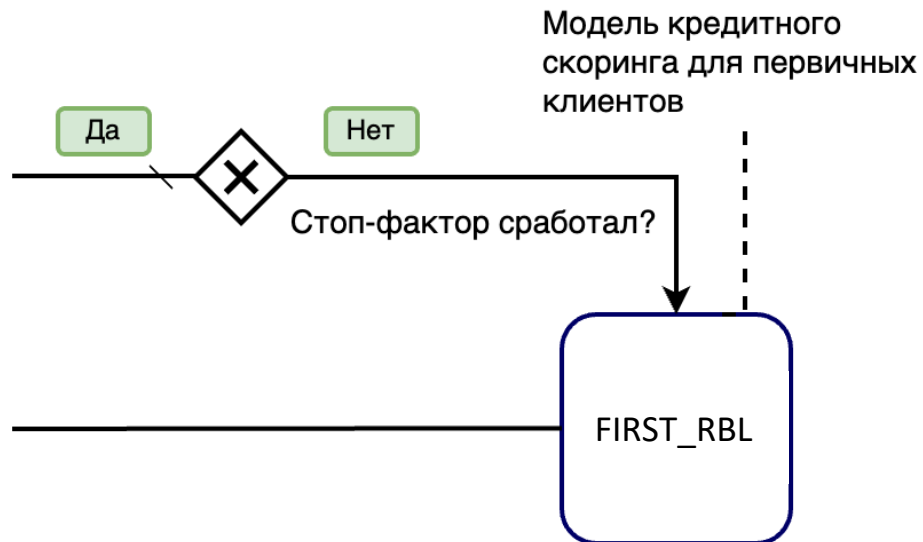 Модель кредитного
скоринга для первичных
клиентов
Да
Нет
Стоп-фактор сработал?
FIRST_RBL